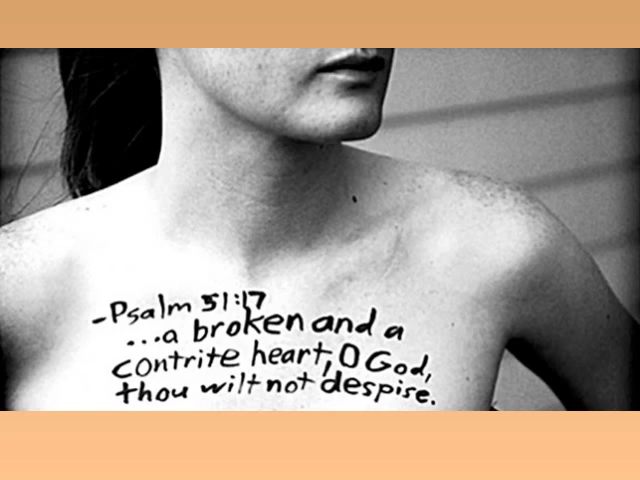 -Psalm 51:17
...a broken and a
contrite heart, O God,
thou wilt not despise.